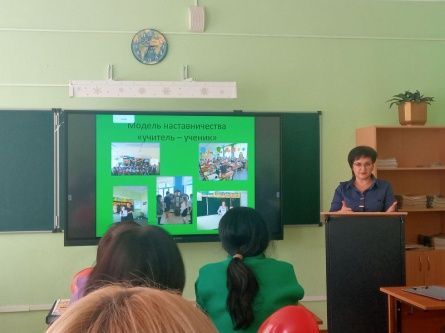 Модель наставничества
«учитель – ученик»